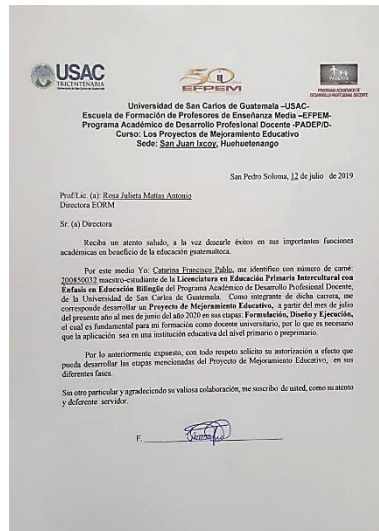 USAC
TRICENTENARIA
50
EFPEM
PROGRAMA ACADÉMICO DE
DESARROLLO PROFESIONAL DOCENTE
Universidad de San Carlos de Guatemala –USAC-
Escuela de Formación de Profesores de Enseñanza Media –EFPEM-
Programa Académico de Desarrollo Profesional Docente -PADEP/D-
Curso: Los Proyectos de Mejoramiento Educativo
Sede: San Juan Ixcoy, Huehuetenango
San Pedro Soloma, 12 de julio de 2019
Prof/Lic. (a): Rosa Julieta Matías Antonio
Directora EORM
Sr. (a) Directora
Reciba un atento saludo, a la vez desearle éxitos en sus importantes funciones
académicas en beneficio de la educación guatemalteca.
Por este medio Yo: Catarina Francisco Pablo, me identifico con número de carné:
200850032 maestro-estudiante de la Licenciatura en Educación Primaria Intercultural con
Énfasis en Educación Bilingüe del Programa Académico de Desarrollo Profesional Docente,
de la Universidad de San Carlos de Guatemala. Como integrante de dicha carrera, me
corresponde desarrollar un Proyecto de Mejoramiento Educativo, a partir del mes de julio
del presente año al mes de junio del año 2020 en sus etapas: Formulación, Diseño y Ejecución,
el cual es fundamental para mi formación como docente universitario, por lo que es necesario
que la aplicación sea en una institución educativa del nivel primario o preprimario.
Por lo anteriormente expuesto, con todo respeto solicito su autorización a efecto que
pueda desarrollar las etapas mencionadas del Proyecto de Mejoramiento Educativo, en sus
diferentes fases.
Sin otro particular y agradeciendo su valiosa colaboración, me suscribo de usted, como su atento
y deferente servidor.
F.